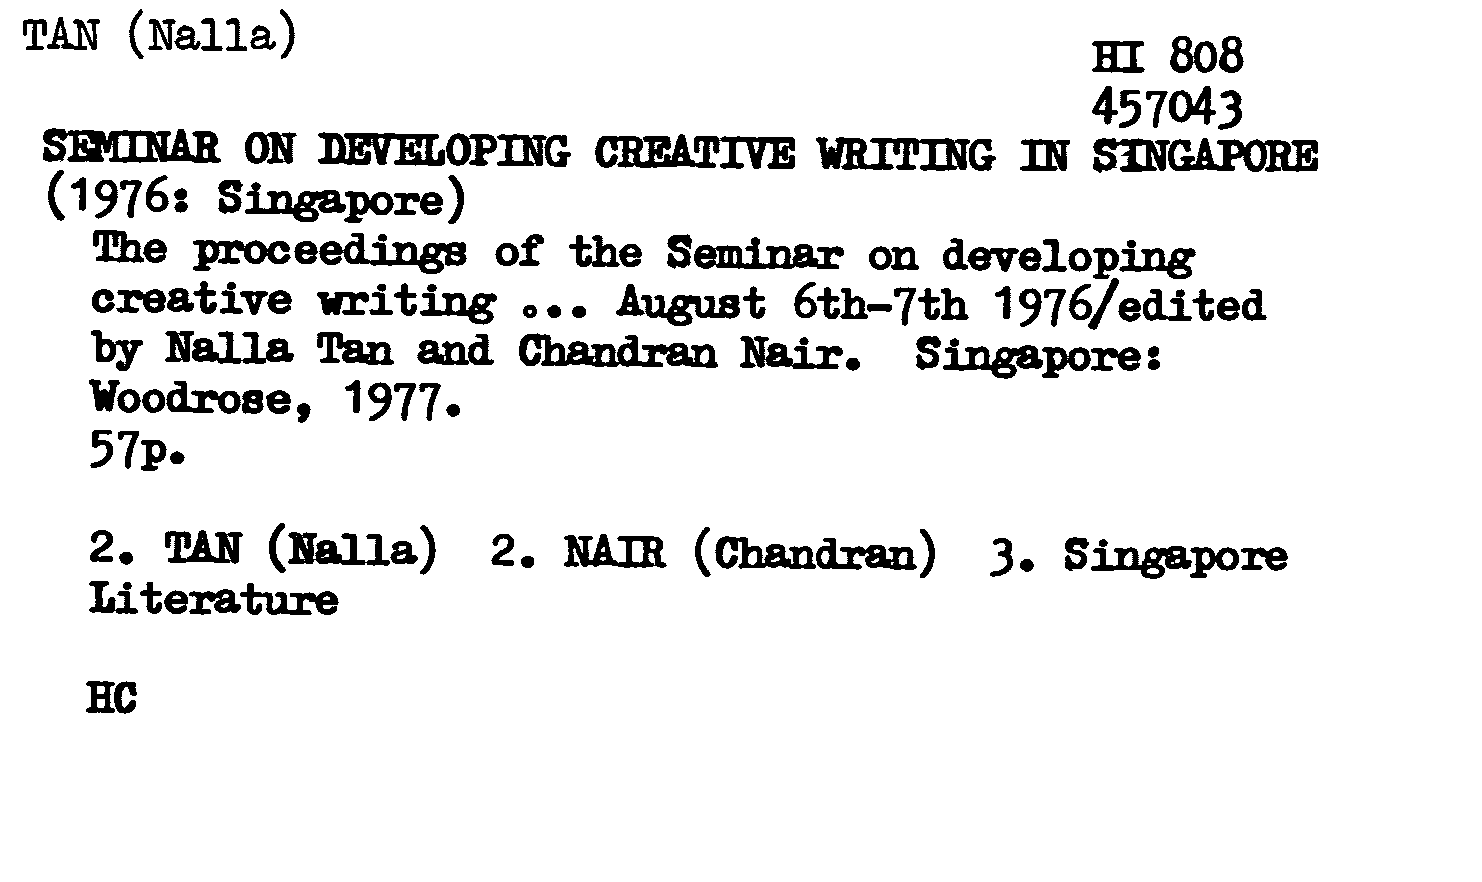 TAN (Nalla)
HI 808
457043
SEMINAR ON DEVELOPING CREATIVE WRITING IN SINGAPORE
(1976: Singapore)
The proceedings of the Seminar on developing
creative writing ... August 6th-7th 1976/edited
by Nalla Tan and Chandran Nair. Singapore:
Woodrose, 1977.
57p.
2. TAN (Nalla) 2. NAIR (Chandran) 3. Singapore
Literature
HC